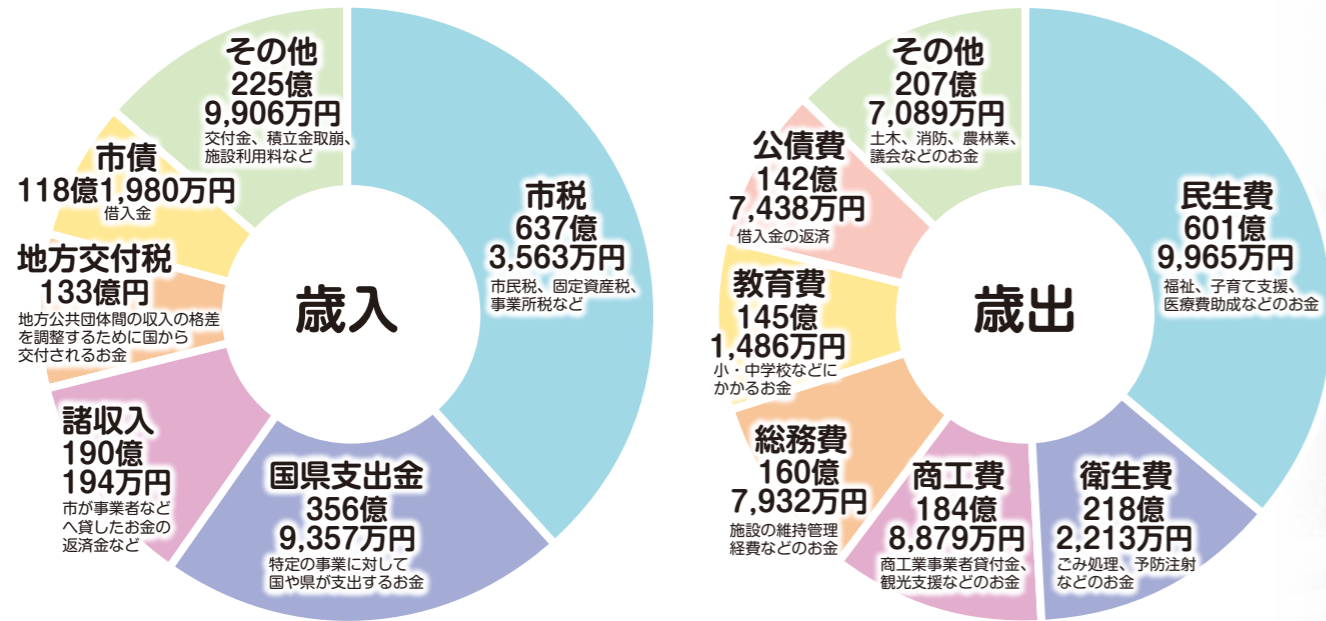 歳入
市税
637億
3,563万円
市民税、固定資産税、
事業所税など
国県支出金
356億
9,357万円
特定の事業に対して
国や県が支出するお金
諸収入
190億
194万円
市が事業者など
へ貸したお金の
返済金など
地方交付税
133億円
地方公共団体間の収入の格差
を調整するために国から
交付されるお金
市債
118億1,980万円
借入金
その他
225億
9,906万円
交付金、積立金取崩、
施設利用料など
歳出
民生費
601億
9,965万円
福祉、子育て支援、
医療費助成などのお金
衛生費
218億
2,213万円
ごみ処理、予防注射
などのお金
商工費
184億
8,879万円
商工業事業者貸付金、
観光支援などのお金
総務費
160億
7,932万円
施設の維持管理
経費などのお金
教育費
145億
1,486万円
小・中学校などに
かかるお金
公債費
142億
7,438万円
借入金の返済
その他
207億
7,089万円
土木、消防、農林業、
議会などのお金